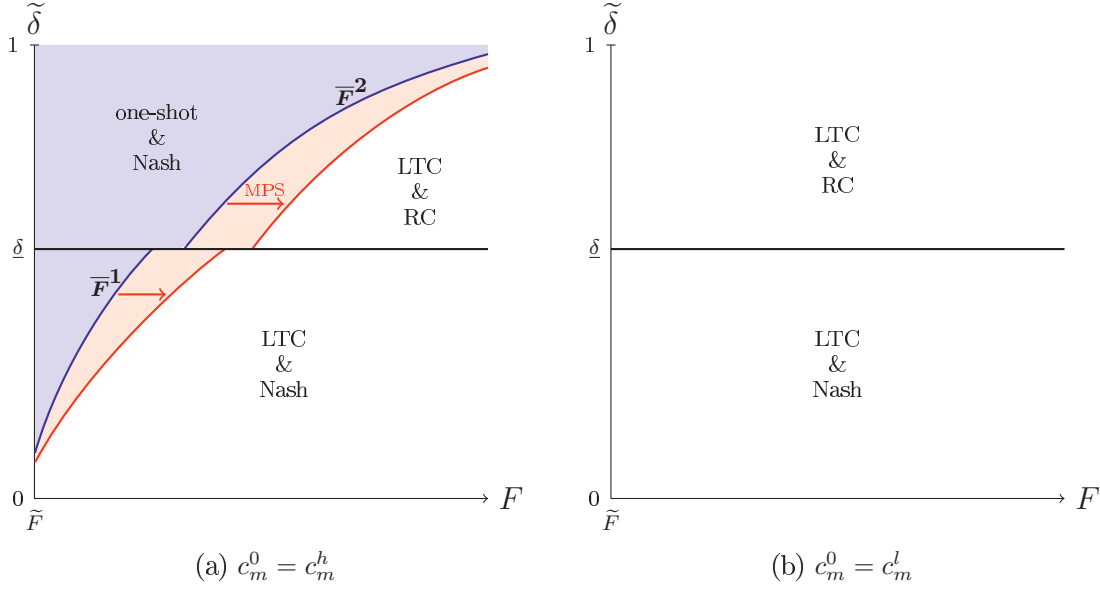 δ̃
1
F̅²
one-shot
&
Nash
LTC
&
RC
MPS
δ̲
F̅¹
LTC
&
Nash
0
F
F̃
(a) c⁰ₘ = cʰₘ
δ̃
1
LTC
&
RC
δ̲
LTC
&
Nash
0
F
F̃
(b) c⁰ₘ = cˡₘ